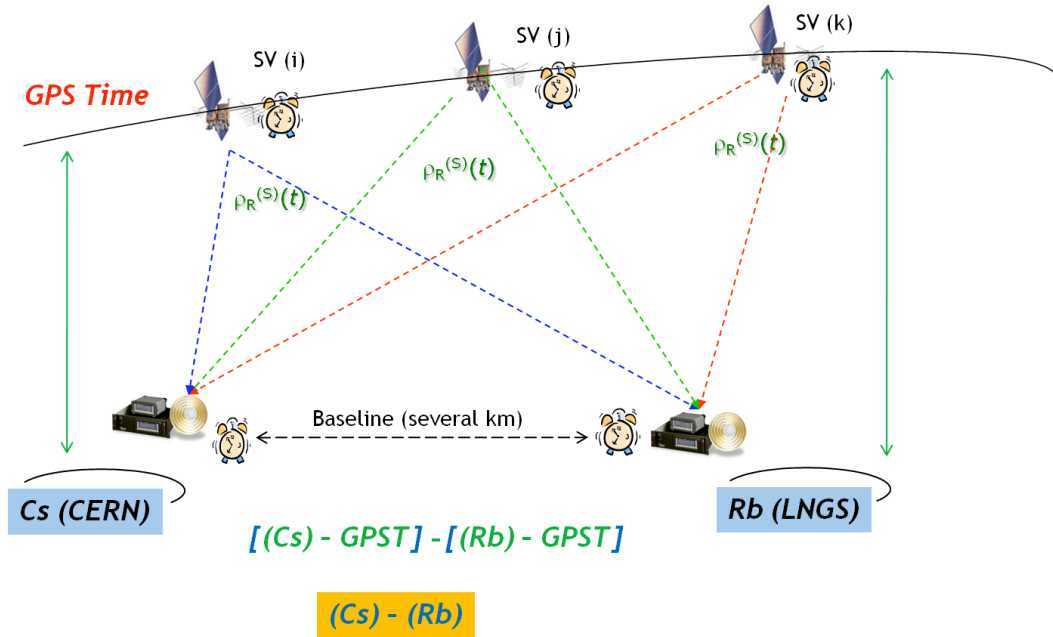 SV (k)
SV (j)
SV (i)
GPS Time
ρR(S)(t)
ρR(S)(t)
ρR(S)(t)
Baseline (several km)
Cs (CERN)
Rb (LNGS)
[(Cs) - GPST] -[(Rb) - GPST]
(Cs) - (Rb)